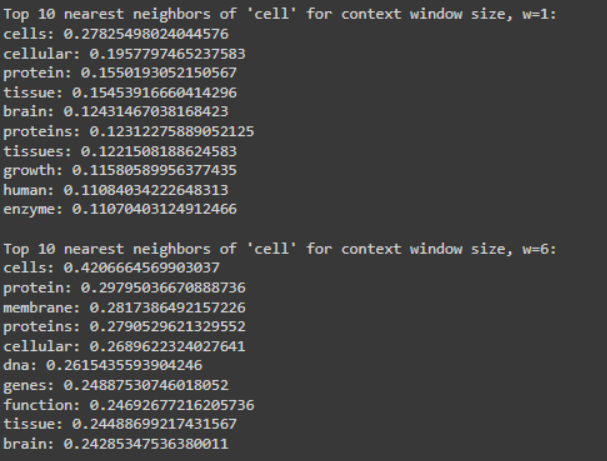 Top 10 nearest neighbors of 'cell' for context window size, w=1:
cells: 0.27825498024044576
cellular: 0.1957797465237583
protein: 0.1550193052150567
tissue: 0.15453916660414296
brain: 0.12431467038168423
proteins: 0.12312275889052125
tissues: 0.1221508188624583
growth: 0.11580589956377435
human: 0.11084034222648313
enzyme: 0.11070403124912466
Top 10 nearest neighbors of 'cell' for context window size, w=6:
cells: 0.4206664569903037
protein: 0.29795036670888736
membrane: 0.2817386492157226
proteins: 0.2790529621329552
cellular: 0.2689622324027641
dna: 0.2615435593904246
genes: 0.24887530746018052
function: 0.24692677216205736
tissue: 0.24488699217431567
brain: 0.24285347536380011